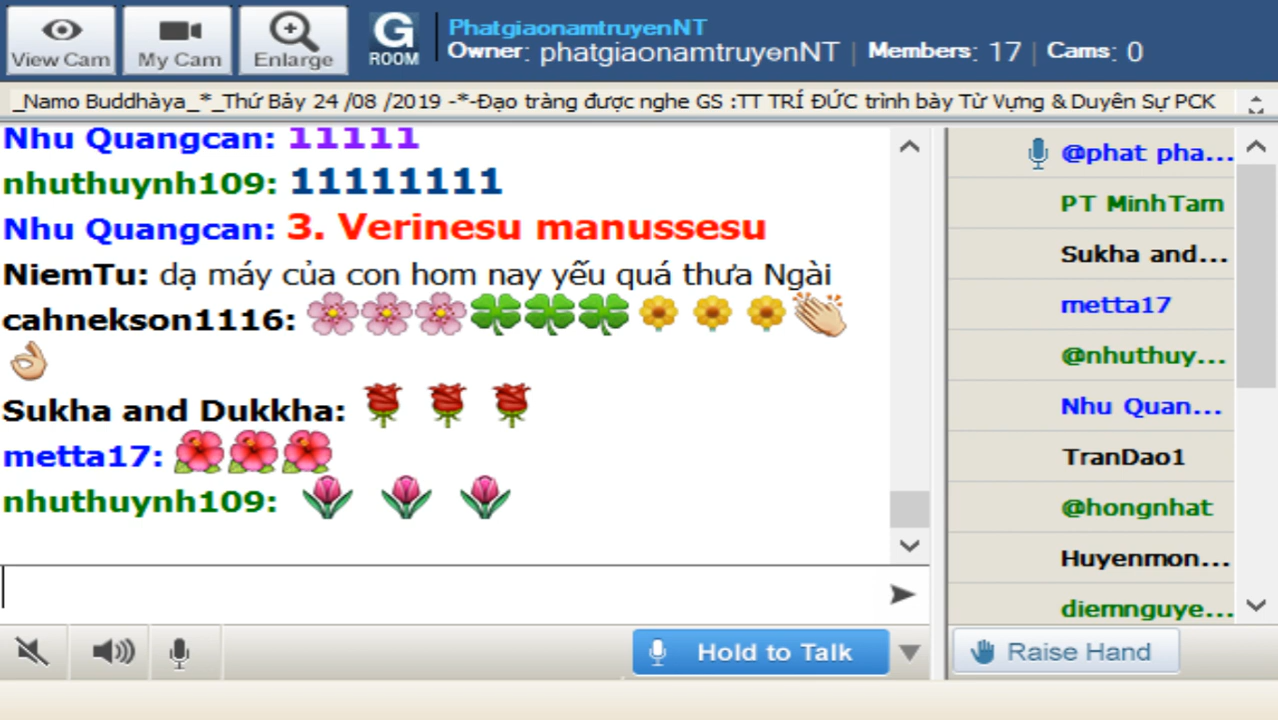 View Cam
My Cam
Enlarge
G
ROOM
PhatgiaonamtruyenNT
Owner: phatgiaonamtruyenNT | Members: 17 | Cams: 0
_Namo Buddhàya_*_Thứ Bảy 24 /08 /2019 -*-Đạo tràng được nghe GS :TT TRÍ ĐỨC trình bày Từ Vựng & Duyên Sự PCK
Nhu Quangcan: 11111
nhuthuynh109: 11111111
Nhu Quangcan: 3. Verinesu manussesu
NiemTu: dạ máy của con hom nay yếu quá thưa Ngài
cahnekson1116: 🌸🌸🌸🍀🍀🍀🌼🌼🌼👏🏼
👌🏼
Sukha and Dukkha: 🌹 🌹 🌹
metta17: 🌺🌺🌺
nhuthuynh109: 🌷 🌷 🌷
@phat pha...
PT MinhTam
Sukha and...
metta17
@nhuthuy...
Nhu Quan...
TranDao1
@hongnhat
Huyenmon...
diemnguye...
Hold to Talk
Raise Hand